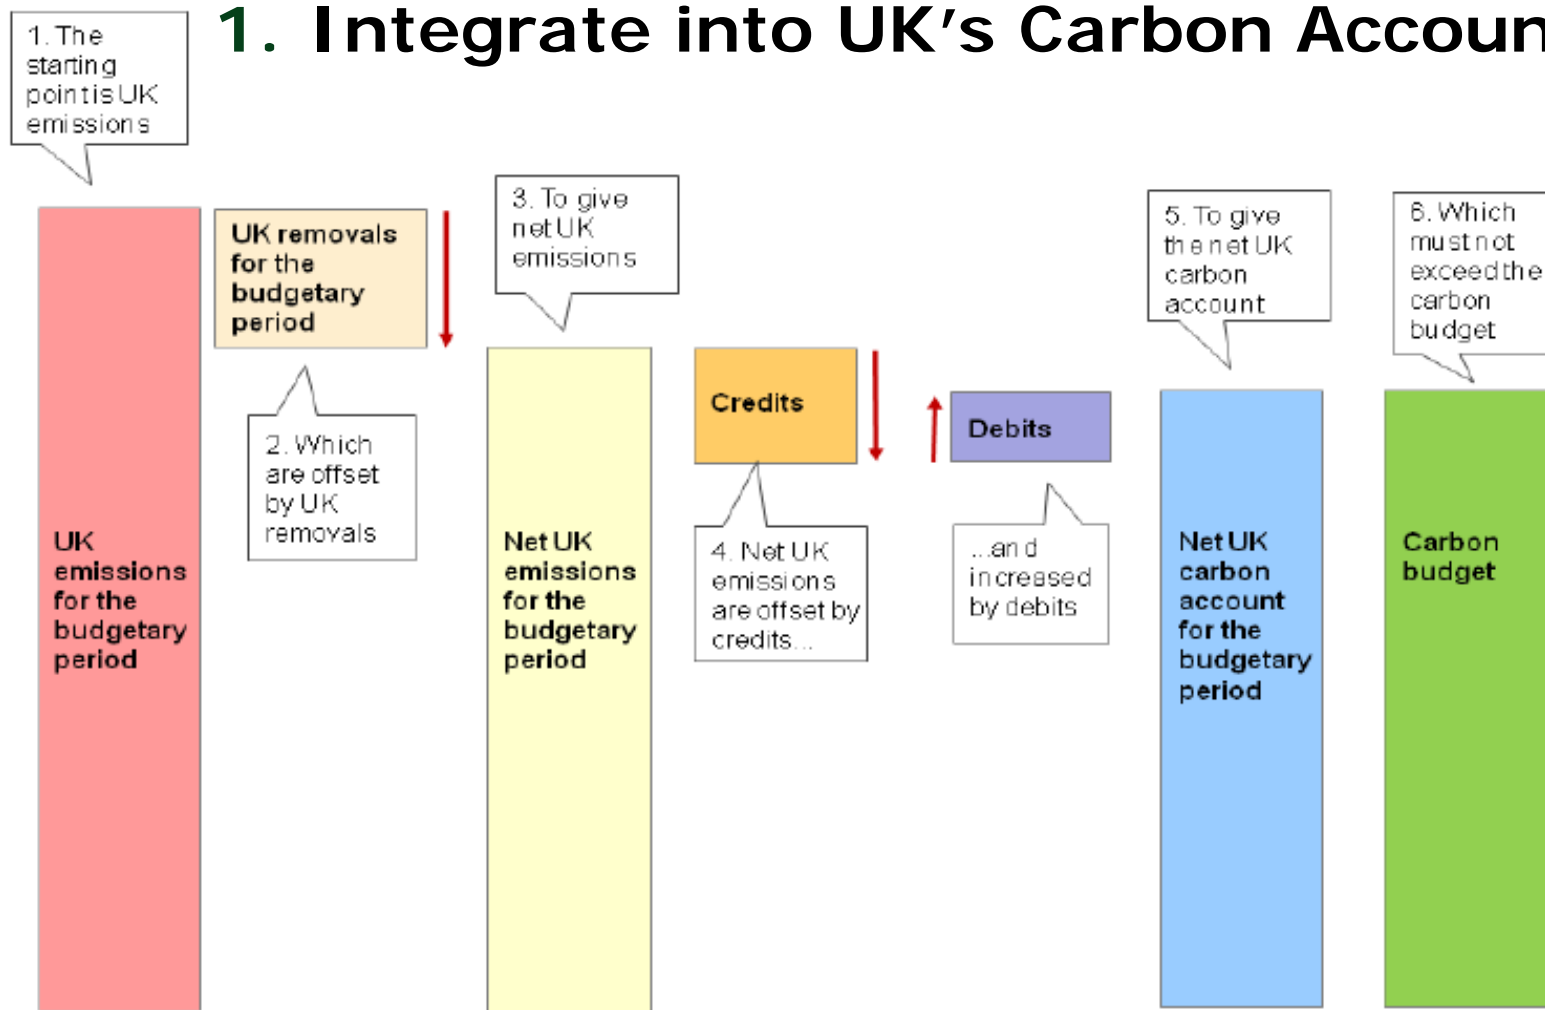 1. Integrate into UK’s Carbon Accoun
1. The
starting
point is UK
emissions
UK removals
for the
budgetary
period
2. Which
are offset
by UK
removals
3. To give
net UK
emissions
Credits
4. Net UK
emissions
are offset by
credits...
Debits
...and
increased
by debits
5. To give
the net UK
carbon
account
6. Which
must not
exceed the
carbon
budget
UK
emissions
for the
budgetary
period
Net UK
emissions
for the
budgetary
period
Net UK
carbon
account
for the
budgetary
period
Carbon
budget